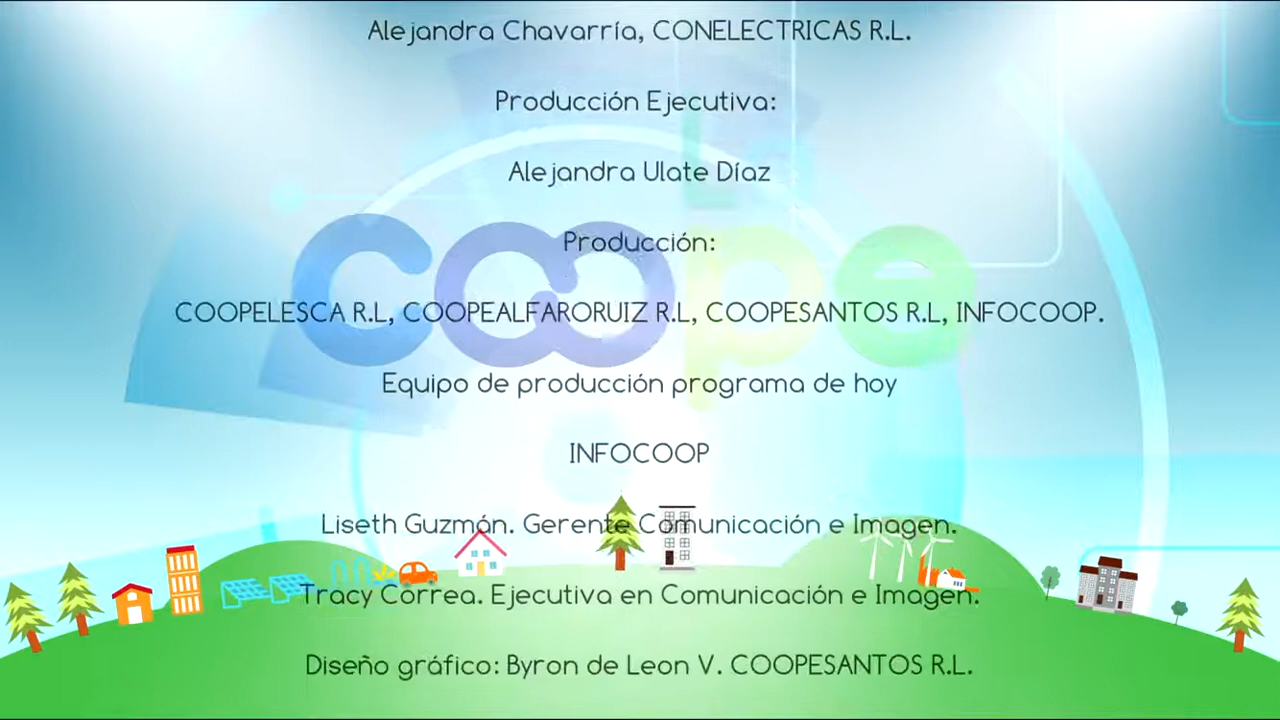 Alejandra Chavarría, CONELECTRICAS R.L.
Producción Ejecutiva:
Alejandra Ulate Díaz
coope
Producción:
COOPELESCA R.L, COOPEALFARORUIZ R.L, COOPESANTOS R.L, INFOCOOP.
Equipo de producción programa de hoy
INFOCOOP
Liseth Guzmán. Gerente Comunicación e Imagen.
Tracy Correa. Ejecutiva en Comunicación e Imagen.
Diseño gráfico: Byron de Leon V. COOPESANTOS R.L.